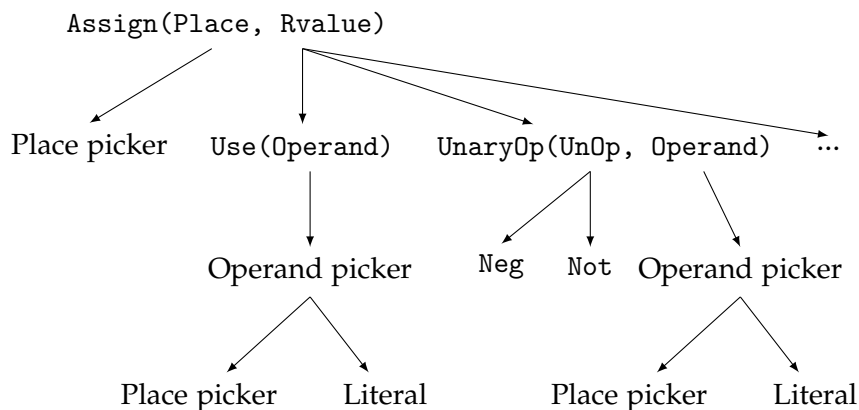 Assign(Place, Rvalue)
Place picker Use(Operand) UnaryOp(UnOp, Operand) ...
Operand picker Neg Not Operand picker
Place picker Literal Place picker Literal